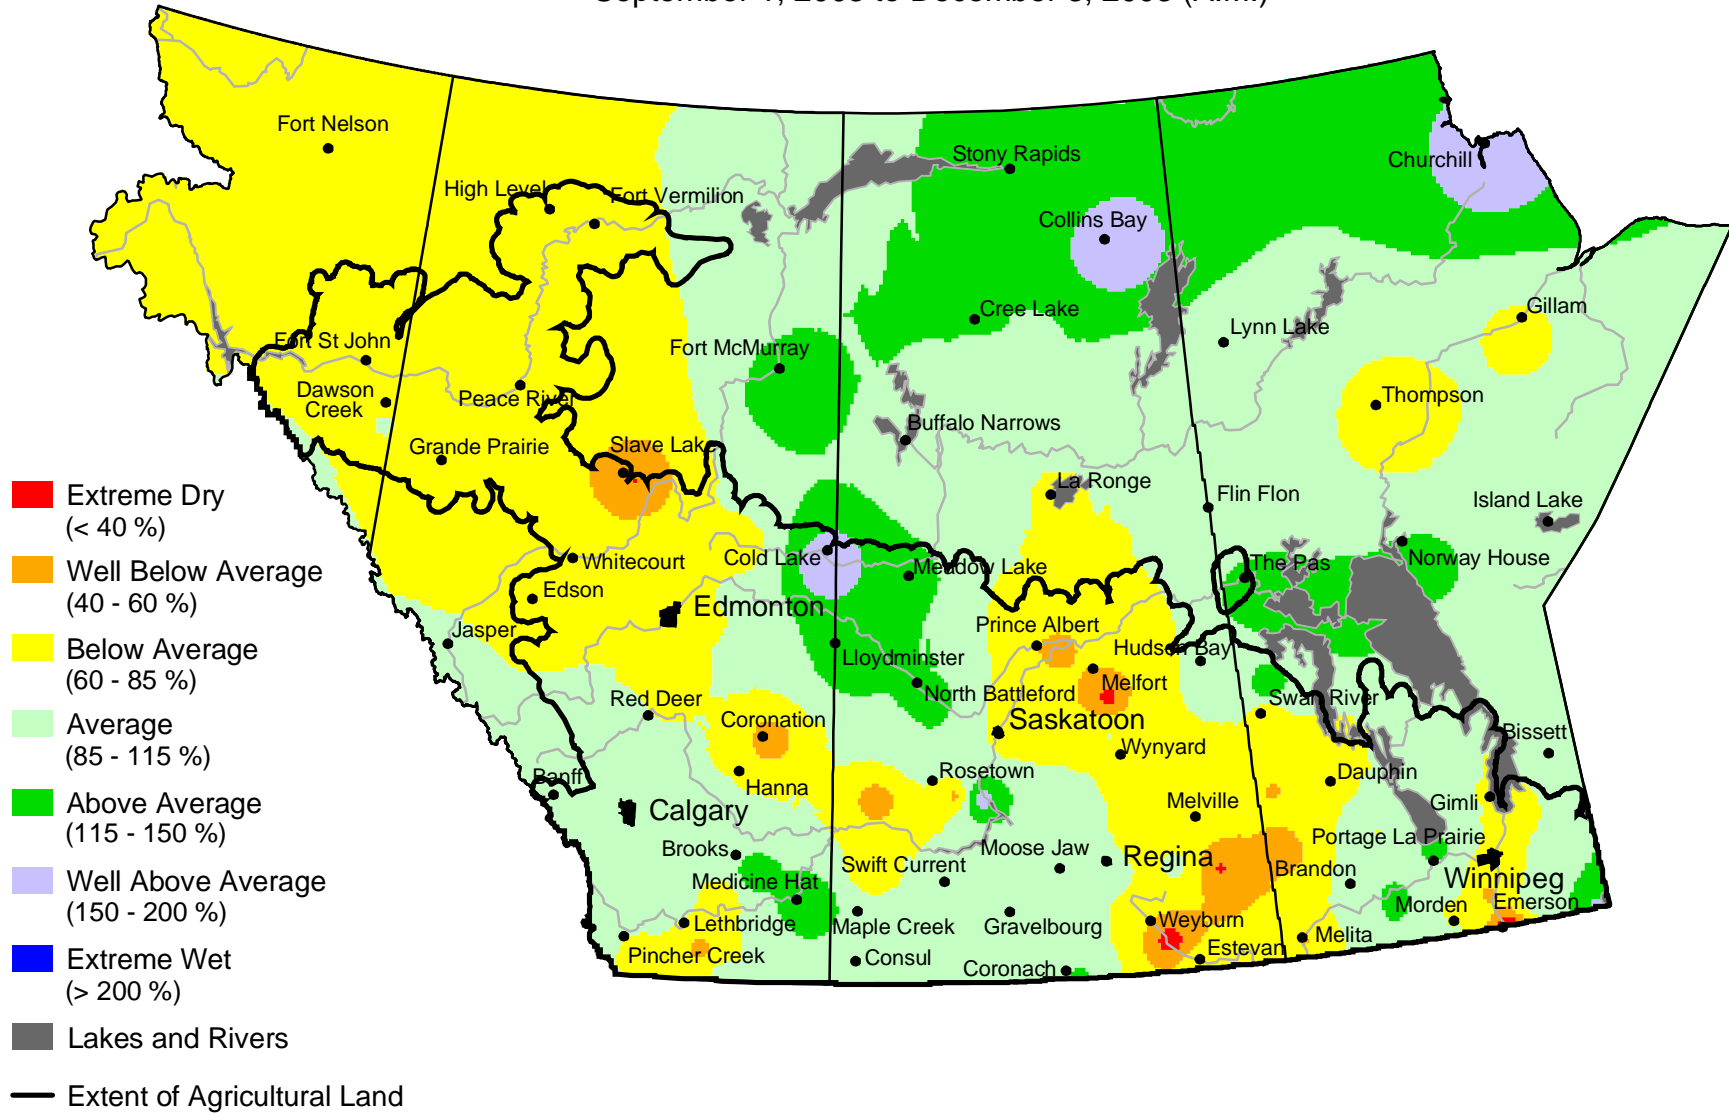 Fort Nelson
Stony Rapids
Churchill
High Level
Fort Vermilion
Collins Bay
Cree Lake
Gillam
Lynn Lake
Fort St John
Fort McMurray
Dawson
Creek
Peace River
Thompson
Buffalo Narrows
Grande Prairie
Slave Lake
La Ronge
Flin Flon
Island Lake
Whitecourt
Cold Lake
Meadow Lake
The Pas
Norway House
Edson
Edmonton
Jasper
Prince Albert
Hudson Bay
Lloydminster
Melfort
North Battleford
Swan River
Red Deer
Coronation
Saskatoon
Wynyard
Bissett
Banff
Hanna
Rosetown
Dauphin
Calgary
Melville
Gimli
Portage La Prairie
Brooks
Swift Current
Moose Jaw
Regina
Brandon
Winnipeg
Medicine Hat
Lethbridge
Maple Creek
Gravelbourg
Weyburn
Morden
Emerson
Pincher Creek
Consul
Coronach
Estevan
Melita
Extreme Dry
(< 40 %)
Well Below Average
(40 - 60 %)
Below Average
(60 - 85 %)
Average
(85 - 115 %)
Above Average
(115 - 150 %)
Well Above Average
(150 - 200 %)
Extreme Wet
(> 200 %)
Lakes and Rivers
Extent of Agricultural Land